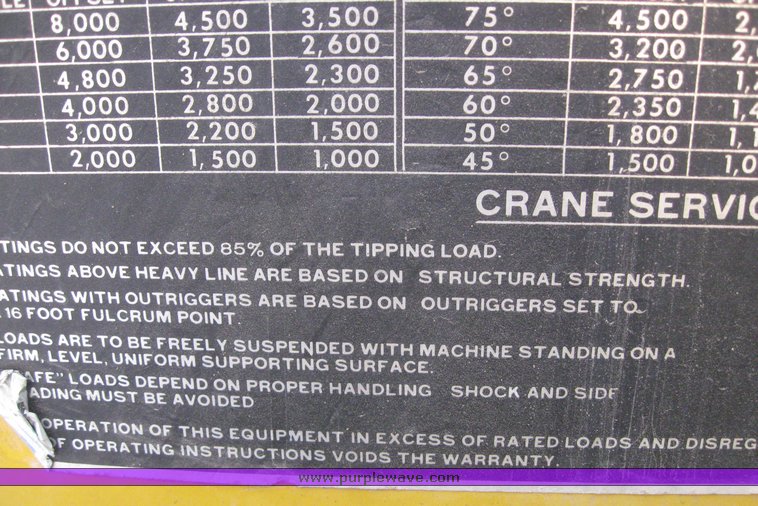 8,000 4,500 3,500 75° 4,500 2,
6,000 3,750 2,600 70° 3,200
4,800 3,250 2,300 65° 2,750
4,000 2,800 2,000 60° 2,350
3,000 2,200 1,500 50° 1,800
2,000 1,500 1,000 45° 1,500 1,0
CRANE SERVIC
TINGS DO NOT EXCEED 85% OF THE TIPPING LOAD.
ATINGS ABOVE HEAVY LINE ARE BASED ON STRUCTURAL STRENGTH.
ATINGS WITH OUTRIGGERS ARE BASED ON OUTRIGGERS SET TO
16 FOOT FULCRUM POINT.
LOADS ARE TO BE FREELY SUSPENDED WITH MACHINE STANDING ON A
FIRM, LEVEL, UNIFORM SUPPORTING SURFACE.
AFE" LOADS DEPEND ON PROPER HANDLING SHOCK AND SIDE
ADING MUST BE AVOIDED
OPERATION OF THIS EQUIPMENT IN EXCESS OF RATED LOADS AND DISREG
OF OPERATING INSTRUCTIONS VOIDS THE WARRANTY.
www.purplewave.com